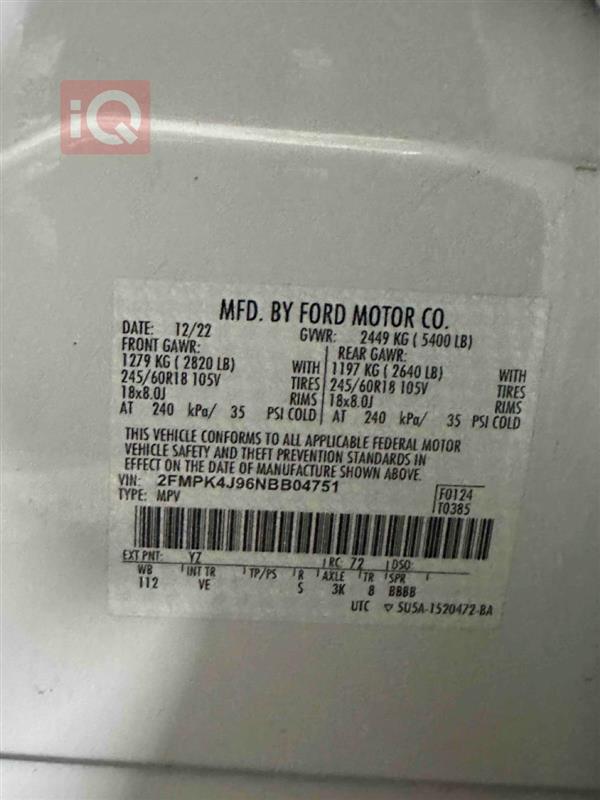 iQ
MFD. BY FORD MOTOR CO.
DATE: 12/22 GVWR: 2449 KG ( 5400 LB)
FRONT GAWR: REAR GAWR:
1279 KG ( 2820 LB) WITH 1197 KG ( 2640 LB) WITH
245/60R18 105V TIRES 245/60R18 105V TIRES
18x8.0J RIMS 18x8.0J RIMS
AT 240 kPa/ 35 PSI COLD AT 240 kPa/ 35 PSI COLD
THIS VEHICLE CONFORMS TO ALL APPLICABLE FEDERAL MOTOR
VEHICLE SAFETY AND THEFT PREVENTION STANDARDS IN
EFFECT ON THE DATE OF MANUFACTURE SHOWN ABOVE.
VIN: 2FMPK4J96NBB04751
TYPE: MPV
F0124
T0385
EXT PNT: YZ RC: 72 DSO:
WB INT TR TP/PS R AXLE TR SPR
112 VE S 3K 8 BBBB
UTC ▽ SU5A-1520472-BA